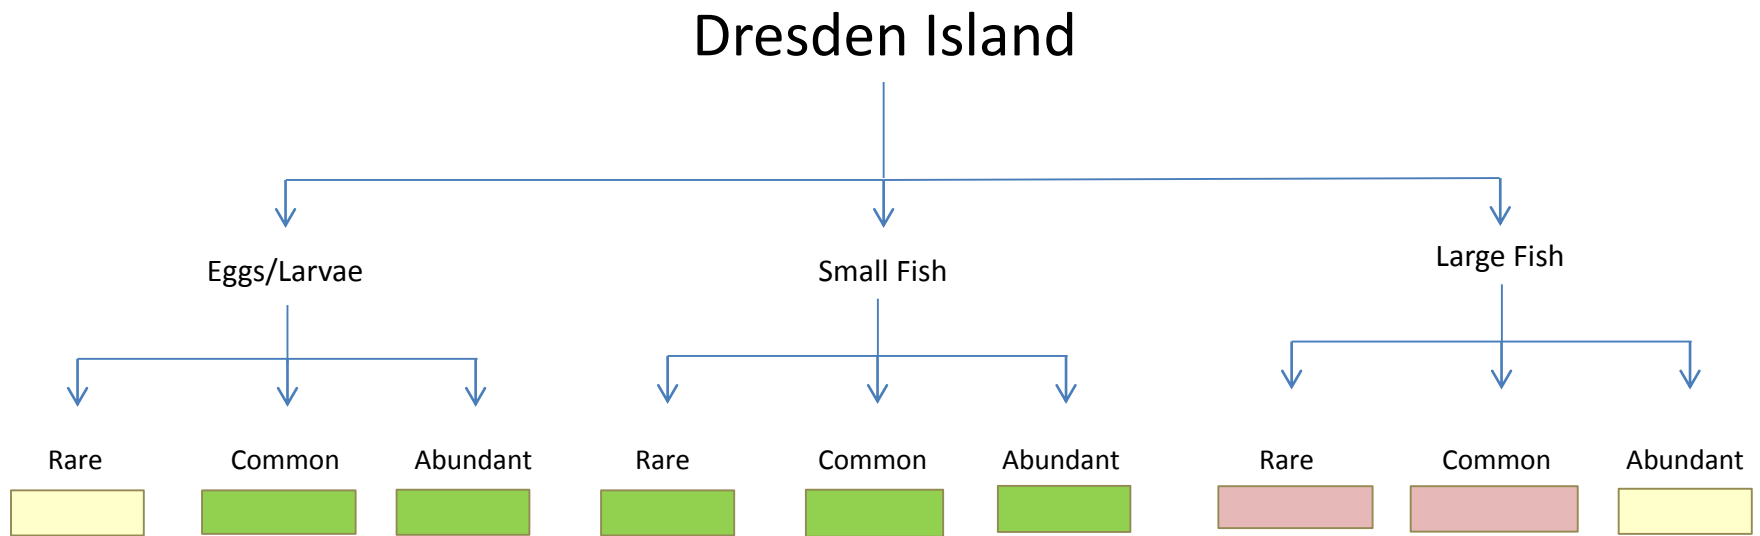 Dresden Island
Eggs/Larvae
Small Fish
Large Fish
Rare
Common
Abundant
Rare
Common
Abundant
Rare
Common
Abundant